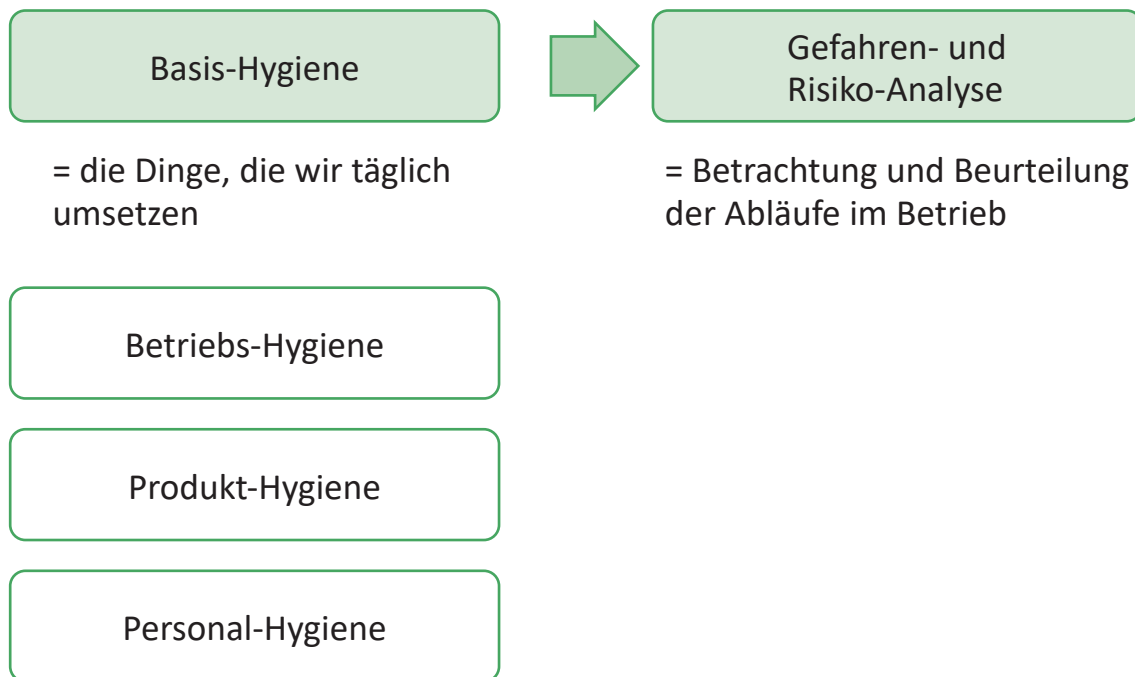 Basis-Hygiene
Gefahren- und
Risiko-Analyse
= die Dinge, die wir täglich
umsetzen
= Betrachtung und Beurteilung
der Abläufe im Betrieb
Betriebs-Hygiene
Produkt-Hygiene
Personal-Hygiene